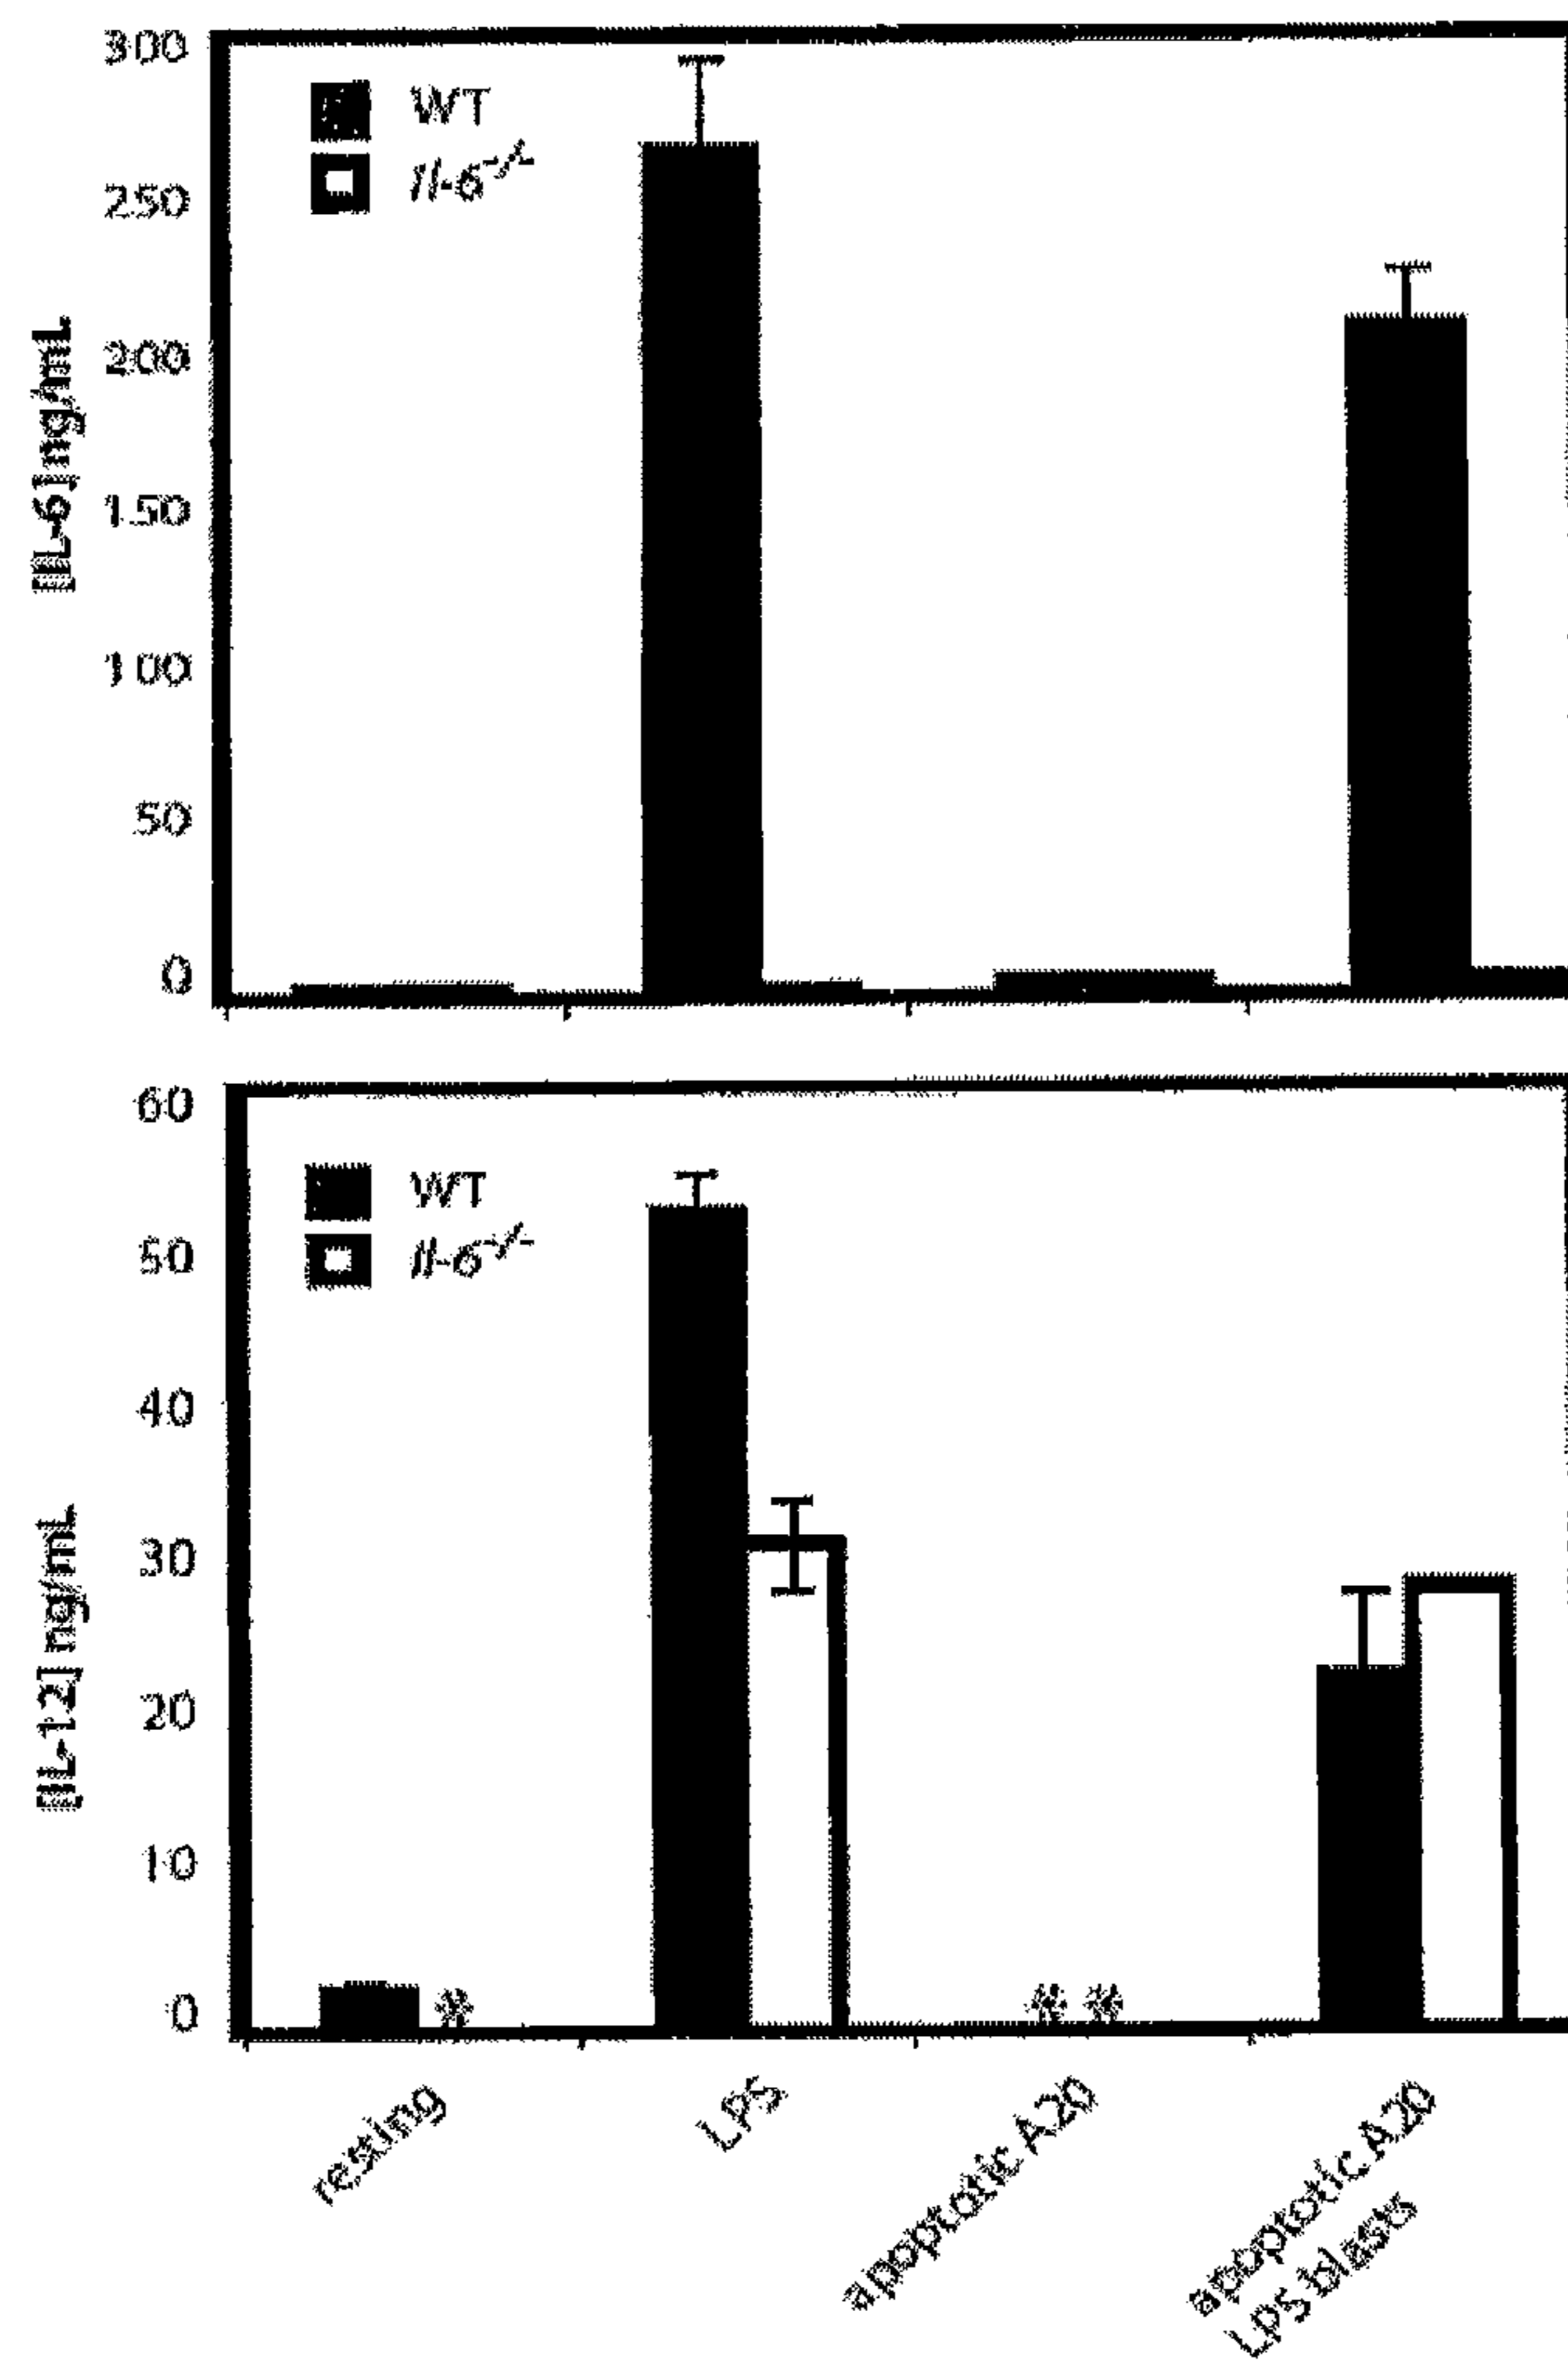 300
250
200
150
100
50
0
[IL-6] ng/mL
WT
Il-6-/-
60
50
40
30
20
10
0
[IL-12] ng/mL
WT
Il-6-/-
*
* *
resting
LPS
apoptotic A20
apoptotic A20
LPS blasts